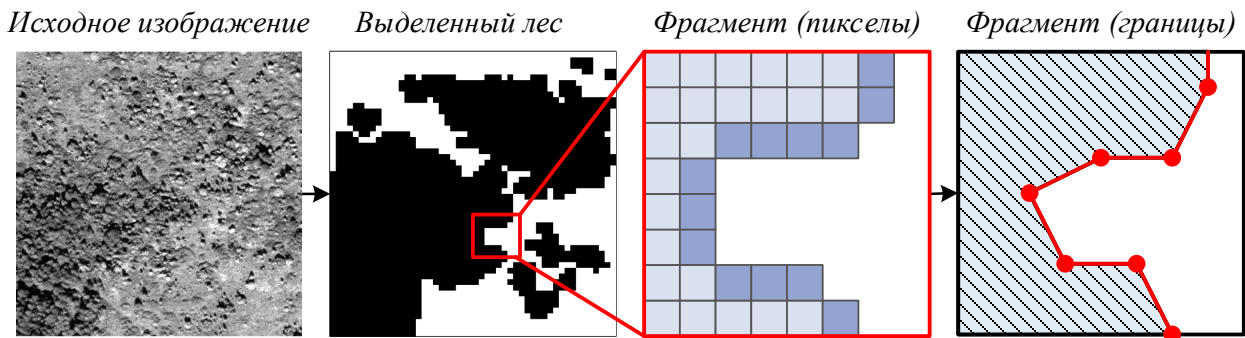 Исходное изображение
Выделенный лес
Фрагмент (пикселы)
Фрагмент (границы)